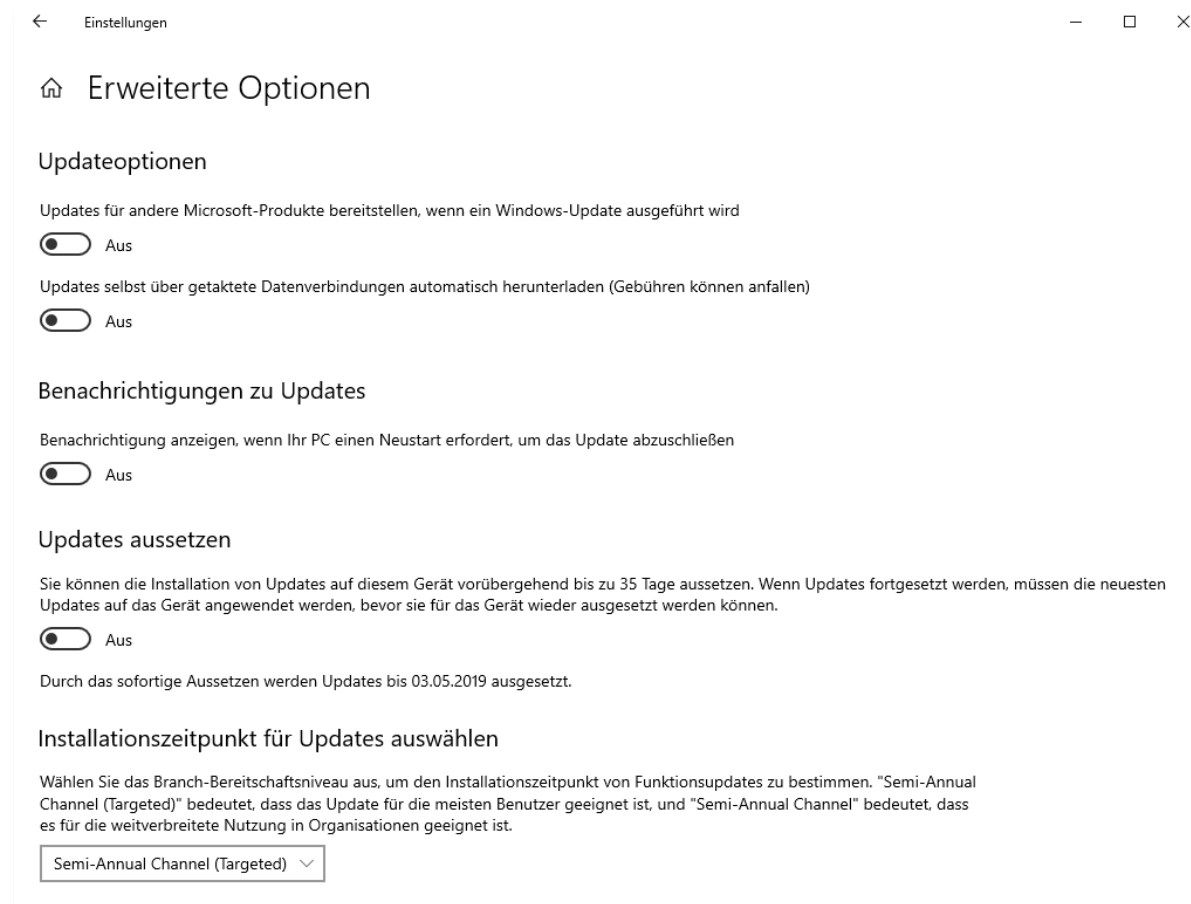 Einstellungen
Erweiterte Optionen
Updateoptionen
Updates für andere Microsoft-Produkte bereitstellen, wenn ein Windows-Update ausgeführt wird
Aus
Updates selbst über getaktete Datenverbindungen automatisch herunterladen (Gebühren können anfallen)
Aus
Benachrichtigungen zu Updates
Benachrichtigung anzeigen, wenn Ihr PC einen Neustart erfordert, um das Update abzuschließen
Aus
Updates aussetzen
Sie können die Installation von Updates auf diesem Gerät vorübergehend bis zu 35 Tage aussetzen. Wenn Updates fortgesetzt werden, müssen die neuesten
Updates auf das Gerät angewendet werden, bevor sie für das Gerät wieder ausgesetzt werden können.
Aus
Durch das sofortige Aussetzen werden Updates bis 03.05.2019 ausgesetzt.
Installationszeitpunkt für Updates auswählen
Wählen Sie das Branch-Bereitschaftsniveau aus, um den Installationszeitpunkt von Funktionsupdates zu bestimmen. "Semi-Annual
Channel (Targeted)" bedeutet, dass das Update für die meisten Benutzer geeignet ist, und "Semi-Annual Channel" bedeutet, dass
es für die weitverbreitete Nutzung in Organisationen geeignet ist.
Semi-Annual Channel (Targeted)